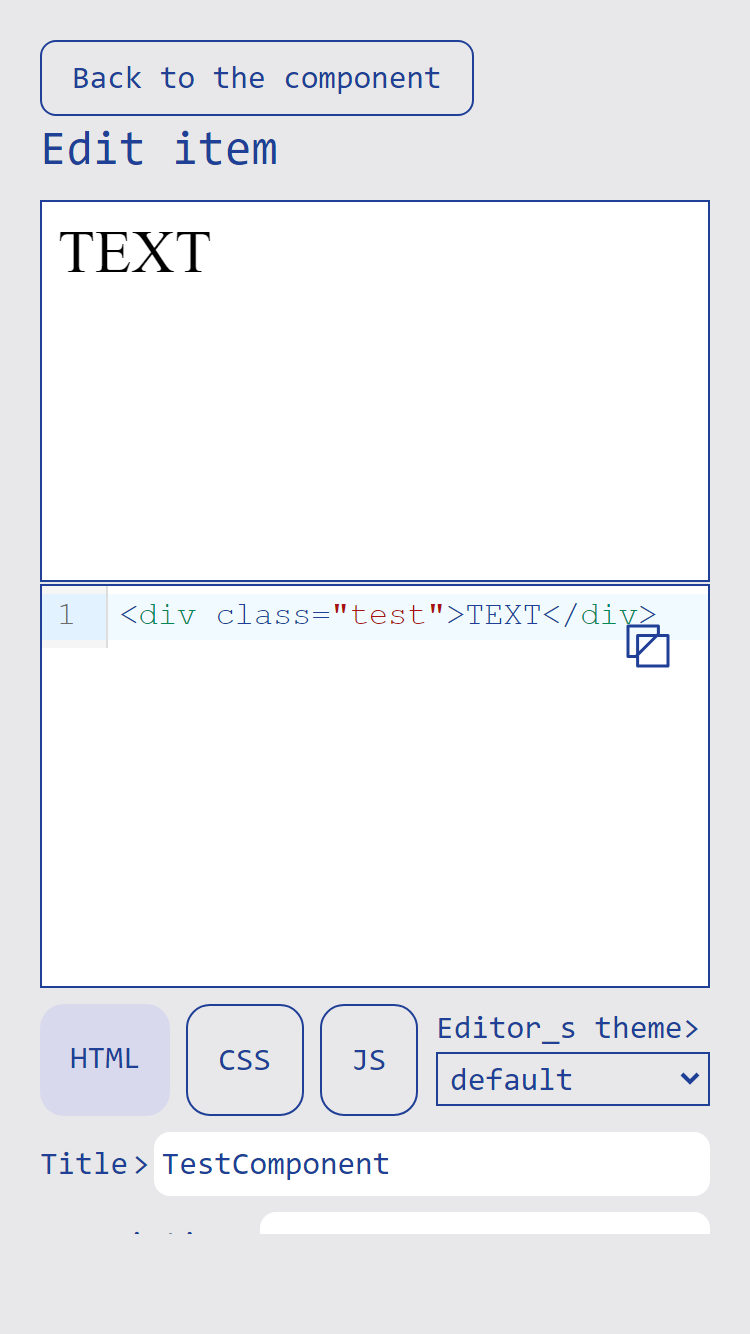 Back to the component
Edit item
TEXT
1 <div class="test">TEXT</div>
HTML CSS JS
Editor_s theme>
default
Title> TestComponent